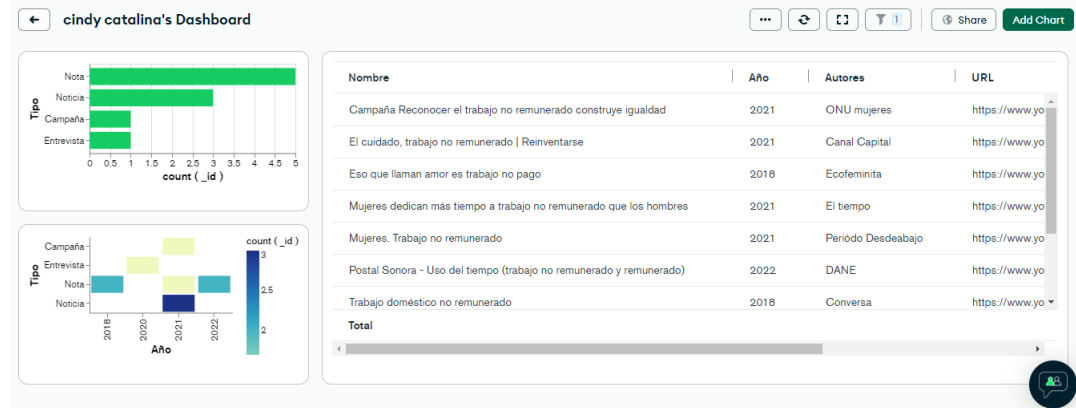 cindy catalina's Dashboard
1
Share
Add Chart
Tipo
Nota
Noticia
Campaña
Entrevista
0 0.5 1 1.5 2 2.5 3 3.5 4 4.5 5
count ( _id )
Tipo
Campaña
Entrevista
Nota
Noticia
2018 2020 2021 2022
Año
count ( _id )
3
2.5
2
Nombre Año Autores URL
Campaña Reconocer el trabajo no remunerado construye igualdad 2021 ONU mujeres https://www.yo
El cuidado, trabajo no remunerado | Reinventarse 2021 Canal Capital https://www.yo
Eso que llaman amor es trabajo no pago 2018 Ecofeminita https://www.yo
Mujeres dedican más tiempo a trabajo no remunerado que los hombres 2021 El tiempo https://www.yo
Mujeres. Trabajo no remunerado 2021 Periódo Desdeabajo https://www.yo
Postal Sonora - Uso del tiempo (trabajo no remunerado y remunerado) 2022 DANE https://www.yo
Trabajo doméstico no remunerado 2018 Conversa https://www.yo
Total